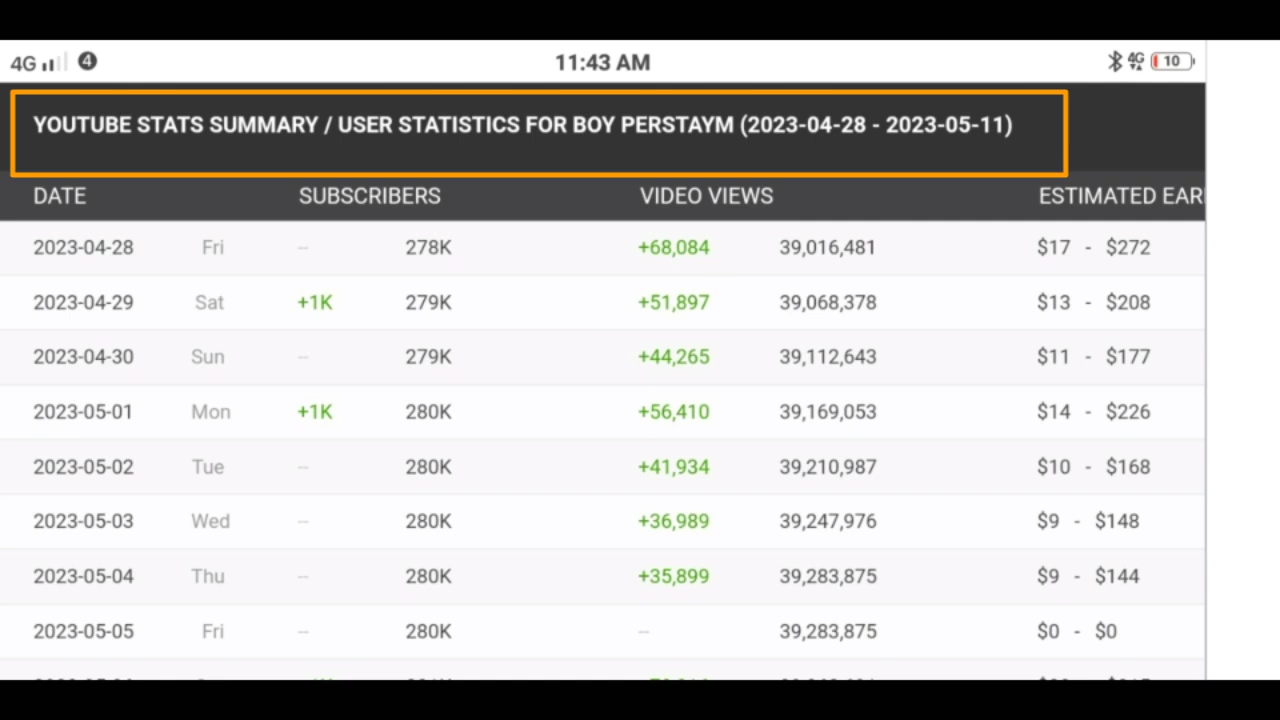 4G 4 11:43 AM 4G 10
YOUTUBE STATS SUMMARY / USER STATISTICS FOR BOY PERSTAYM (2023-04-28 - 2023-05-11)
DATE SUBSCRIBERS VIDEO VIEWS ESTIMATED EAR
2023-04-28 Fri -- 278K +68,084 39,016,481 $17 - $272
2023-04-29 Sat +1K 279K +51,897 39,068,378 $13 - $208
2023-04-30 Sun -- 279K +44,265 39,112,643 $11 - $177
2023-05-01 Mon +1K 280K +56,410 39,169,053 $14 - $226
2023-05-02 Tue -- 280K +41,934 39,210,987 $10 - $168
2023-05-03 Wed -- 280K +36,989 39,247,976 $9 - $148
2023-05-04 Thu -- 280K +35,899 39,283,875 $9 - $144
2023-05-05 Fri -- 280K -- 39,283,875 $0 - $0